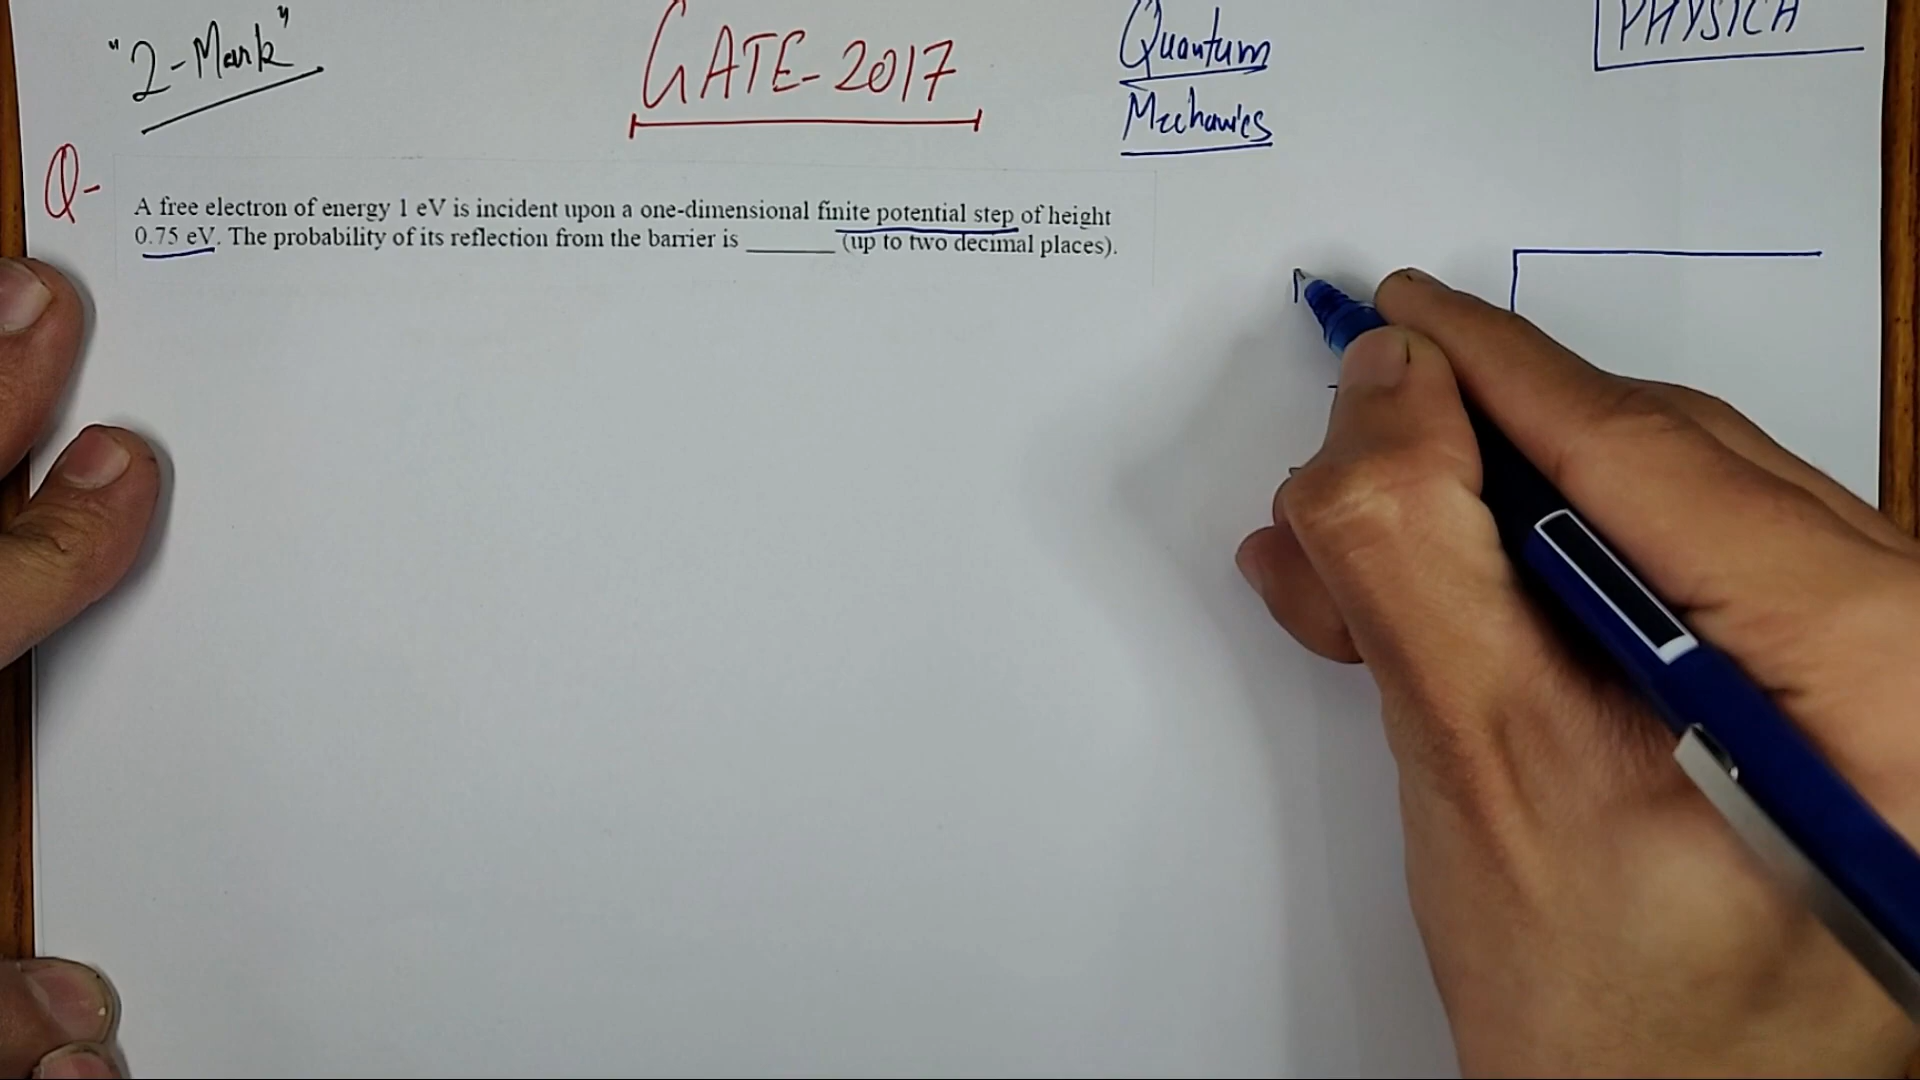 "2-Mark"
GATE-2017
Quantum
Mechanics
PHYSICA
Q-
A free electron of energy 1 eV is incident upon a one-dimensional finite potential step of height
0.75 eV. The probability of its reflection from the barrier is ________ (up to two decimal places).